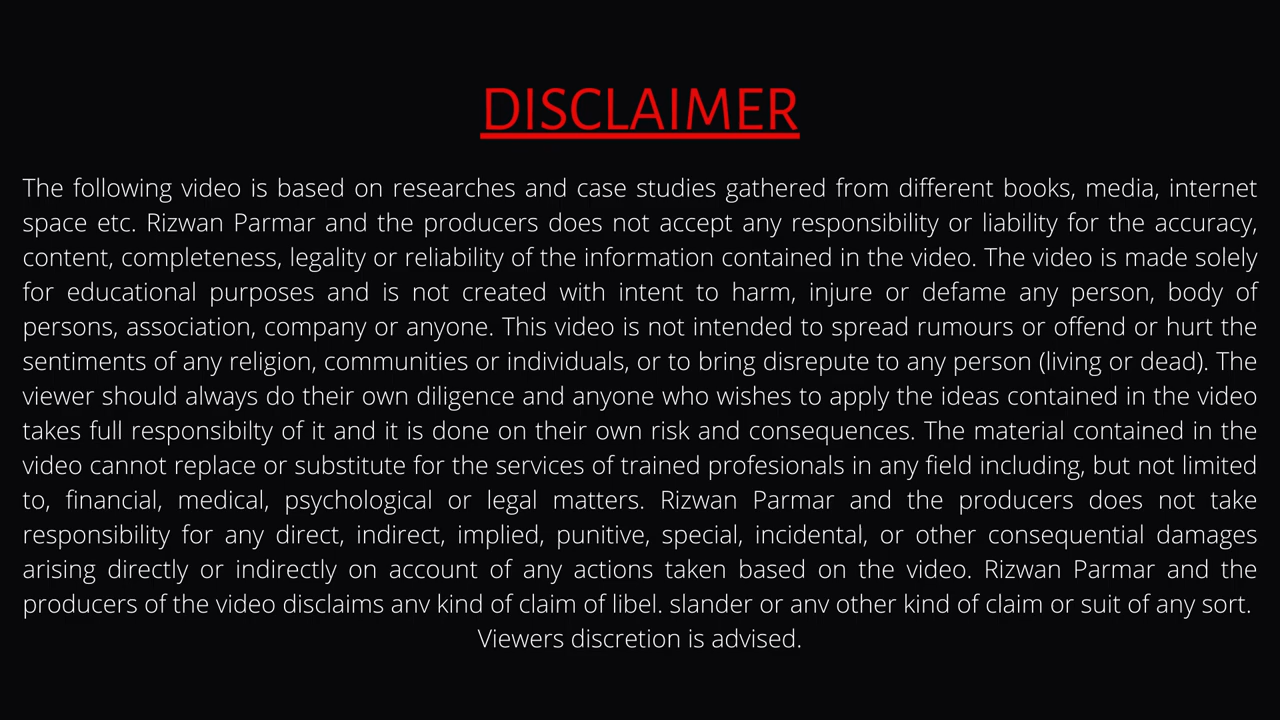 DISCLAIMER
The following video is based on researches and case studies gathered from different books, media, internet
space etc. Rizwan Parmar and the producers does not accept any responsibility or liability for the accuracy,
content, completeness, legality or reliability of the information contained in the video. The video is made solely
for educational purposes and is not created with intent to harm, injure or defame any person, body of
persons, association, company or anyone. This video is not intended to spread rumours or offend or hurt the
sentiments of any religion, communities or individuals, or to bring disrepute to any person (living or dead). The
viewer should always do their own diligence and anyone who wishes to apply the ideas contained in the video
takes full responsibilty of it and it is done on their own risk and consequences. The material contained in the
video cannot replace or substitute for the services of trained profesionals in any field including, but not limited
to, financial, medical, psychological or legal matters. Rizwan Parmar and the producers does not take
responsibility for any direct, indirect, implied, punitive, special, incidental, or other consequential damages
arising directly or indirectly on account of any actions taken based on the video. Rizwan Parmar and the
producers of the video disclaims any kind of claim of libel, slander or any other kind of claim or suit of any sort.
Viewers discretion is advised.